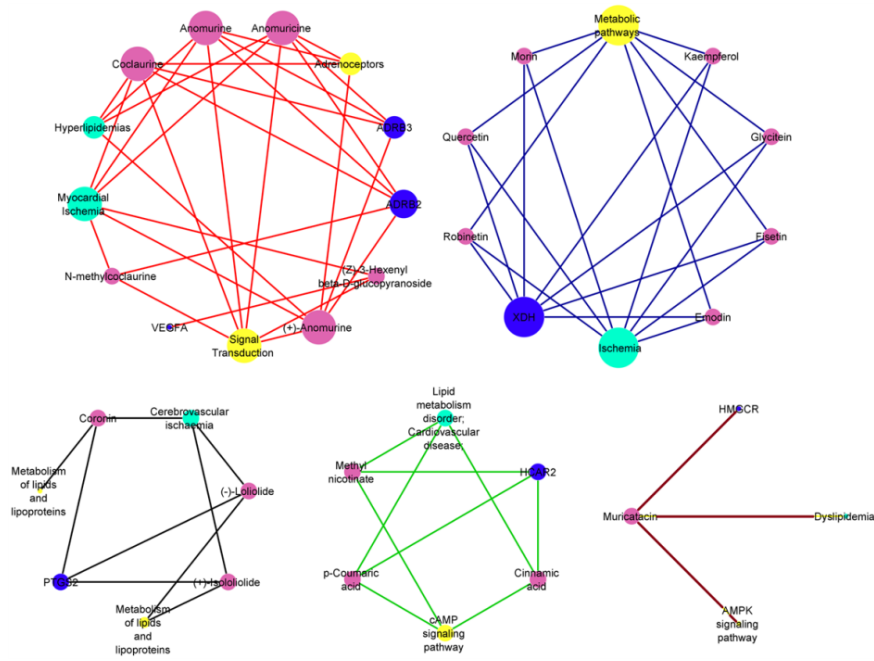 Anomurine
Anomuricine
Coclaurine
Adrenoceptors
Hyperlipidemias
ADRB3
Myocardial
Ischemia
ADRB2
N-methylcoclaurine
(Z)-3-Hexenyl
beta-D-glucopyranoside
VEGFA
Signal
Transduction
(+)-Anomurine
Metabolic
pathways
Morin
Kaempferol
Quercetin
Glycitein
Robinetin
Fisetin
XDH
Emodin
Ischemia
Coronin
Cerebrovascular
ischaemia
Metabolism
of lipids
and
lipoproteins
(-)-Loliolide
PTGS2
(+)-Isololiolide
Metabolism
of lipids
and
lipoproteins
Lipid
metabolism
disorder;
Cardiovascular
disease;
Methyl
nicotinate
HCAR2
p-Coumaric
acid
Cinnamic
acid
cAMP
signaling
pathway
HMGCR
Muricatacin
Dyslipidemia
AMPK
signaling
pathway